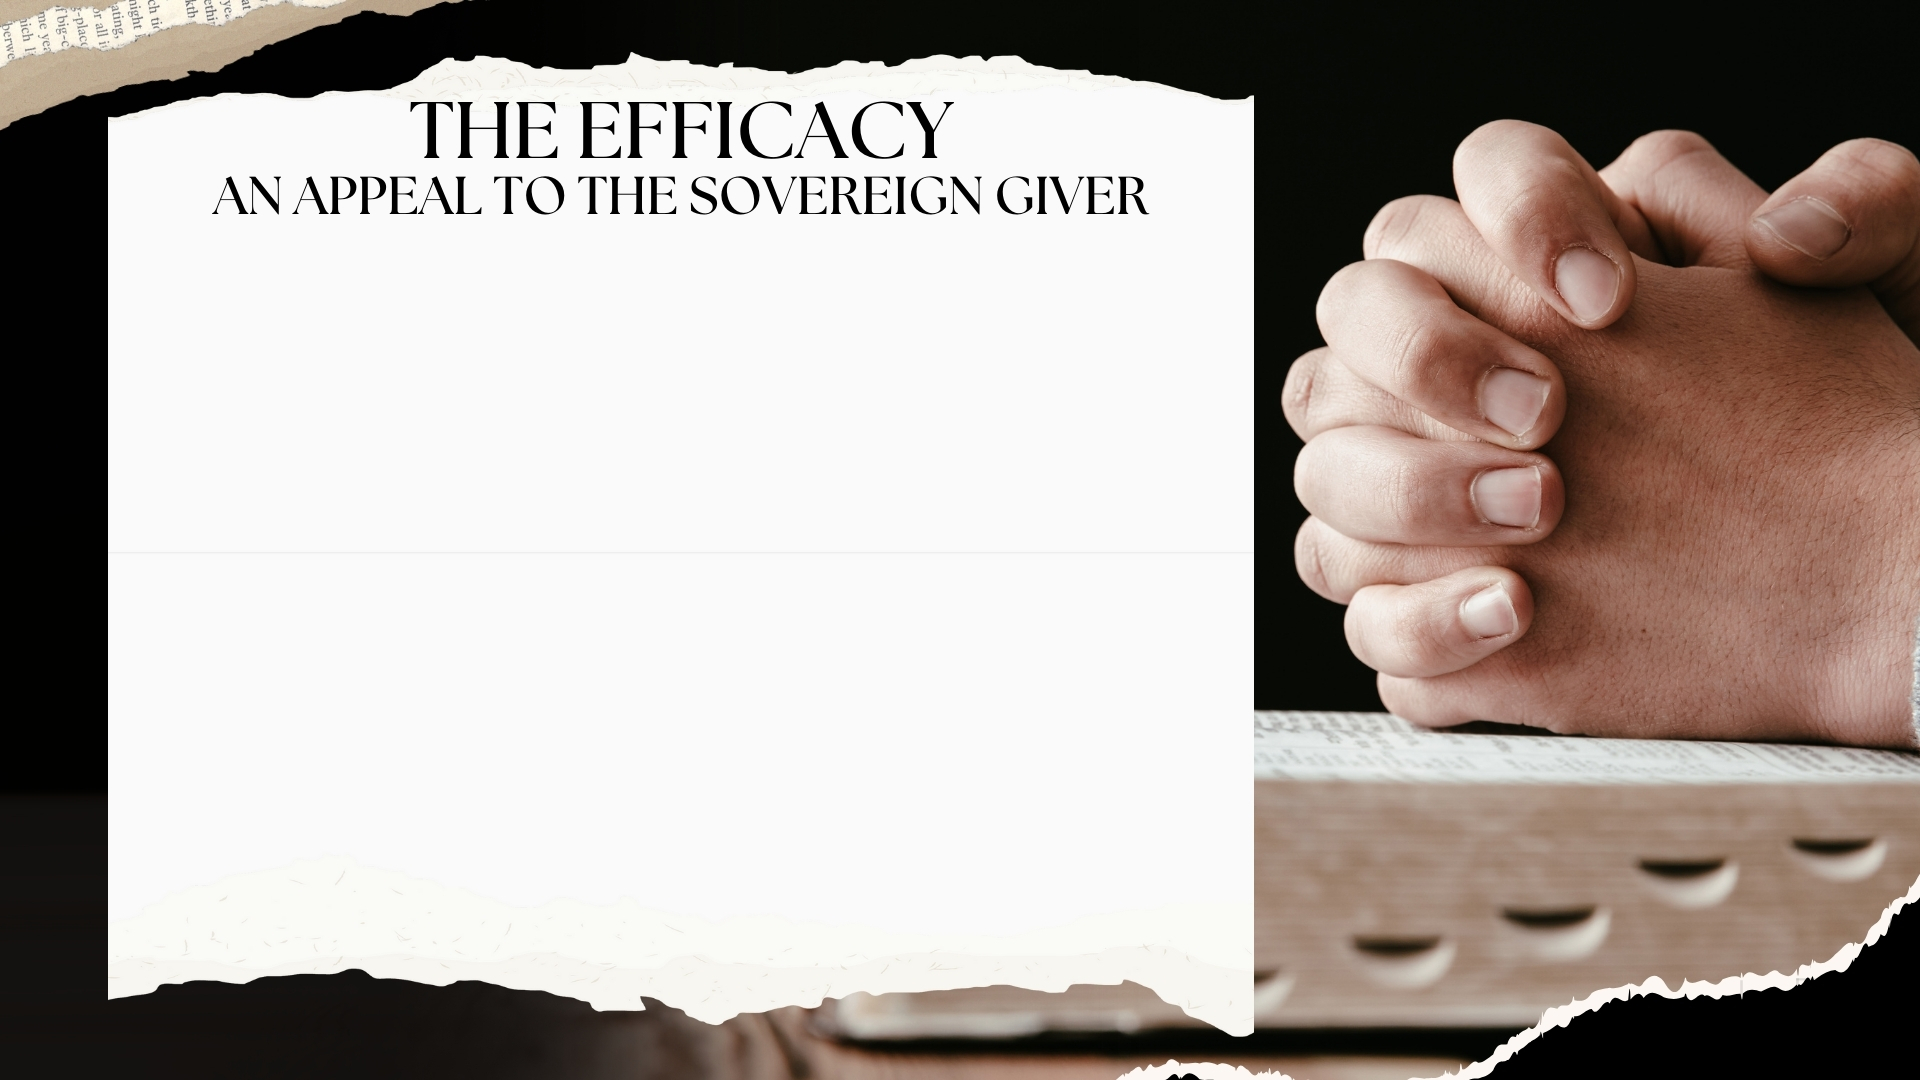 THE EFFICACY
AN APPEAL TO THE SOVEREIGN GIVER